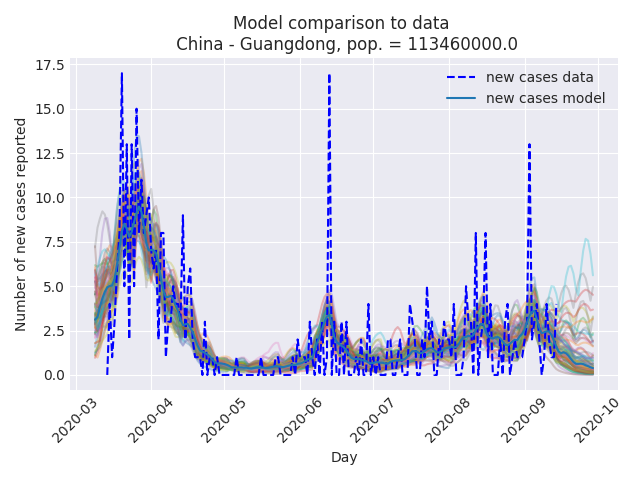 Model comparison to data
China - Guangdong, pop. = 113460000.0
new cases data
new cases model
Number of new cases reported
17.5
15.0
12.5
10.0
7.5
5.0
2.5
0.0
2020-03
2020-04
2020-05
2020-06
2020-07
2020-08
2020-09
2020-10
Day